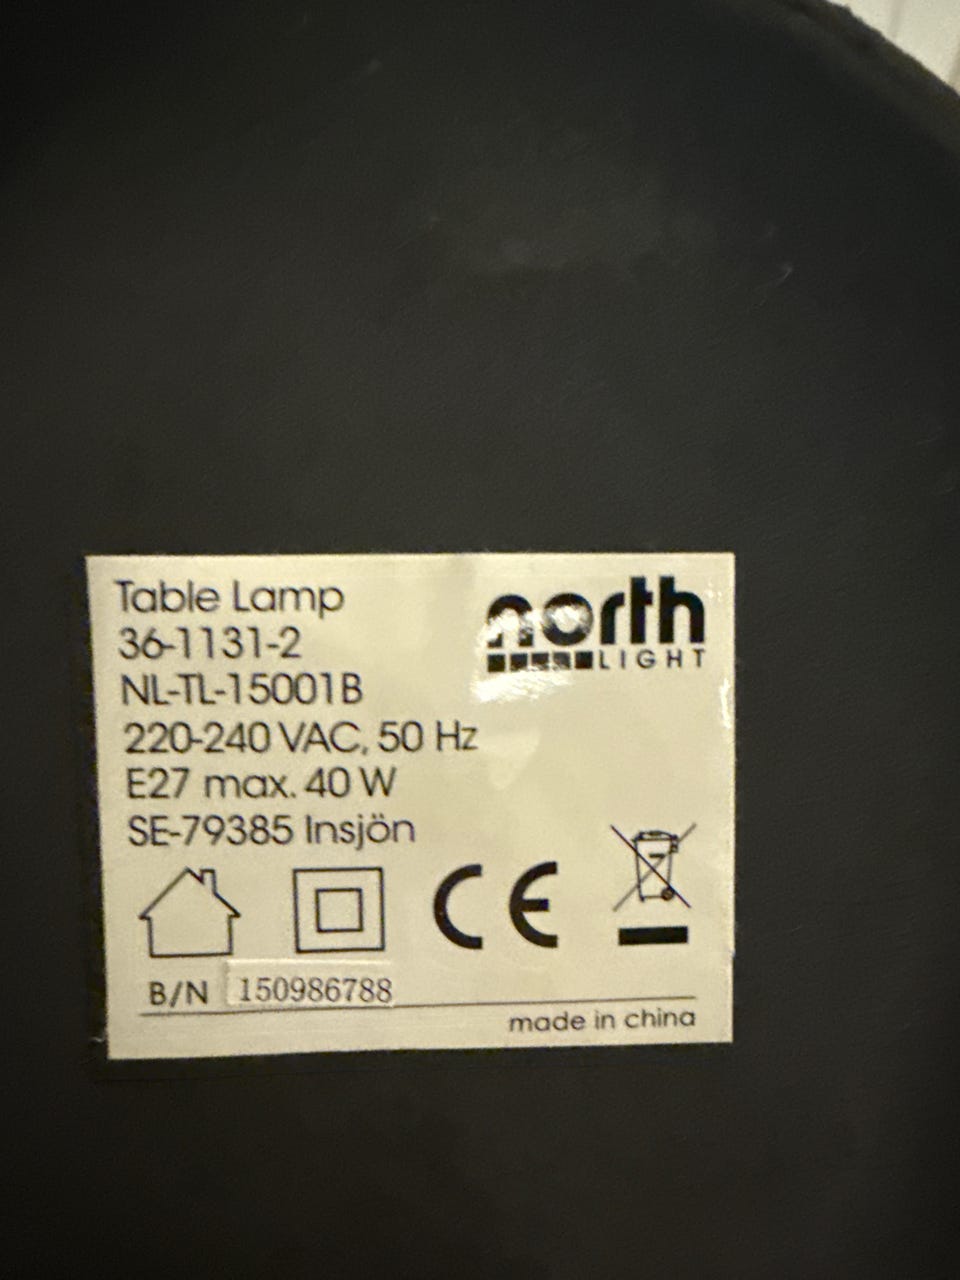 Table Lamp
36-1131-2
NL-TL-15001B
220-240 VAC, 50 Hz
E27 max. 40 W
SE-79385 Insjön
north
LIGHT
CE
B/N 150986788
made in china